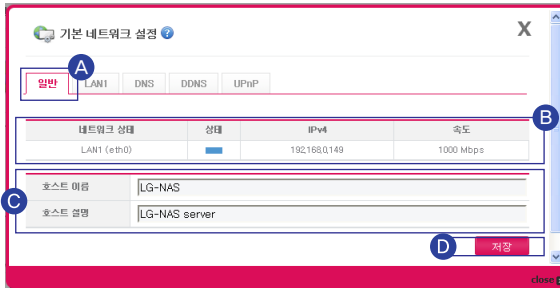 기본 네트워크 설정 ?
X
A
일반 LAN1 DNS DDNS UPnP
B
네트워크 상태 상태 IPv4 속도
LAN1 (eth0) 192,168,0,149 1000 Mbps
C
호스트 이름 LG-NAS
호스트 설명 LG-NAS server
D 저장
close